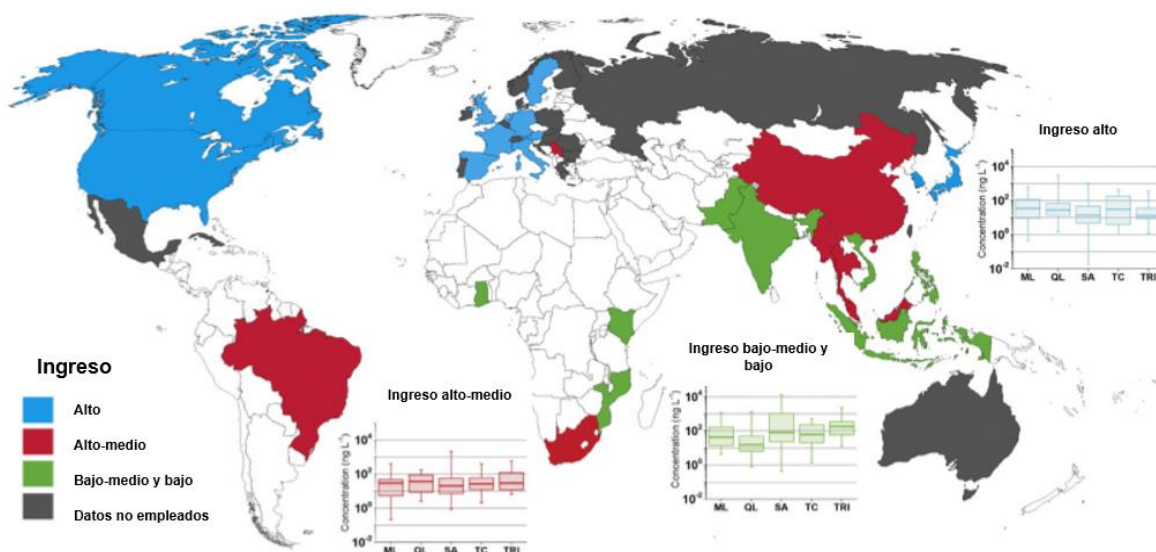 Ingreso alto
Concentration (ng L⁻¹)
10⁴
10²
10⁰
10⁻²
ML QL SA TC TRI
Ingreso bajo-medio y
bajo
Concentration (ng L⁻¹)
10⁴
10²
10⁰
10⁻²
ML QL SA TC TRI
Ingreso
Alto
Alto-medio
Bajo-medio y bajo
Datos no empleados
Ingreso alto-medio
Concentration (ng L⁻¹)
10⁴
10²
10⁰
10⁻²
ML QL SA TC TRI